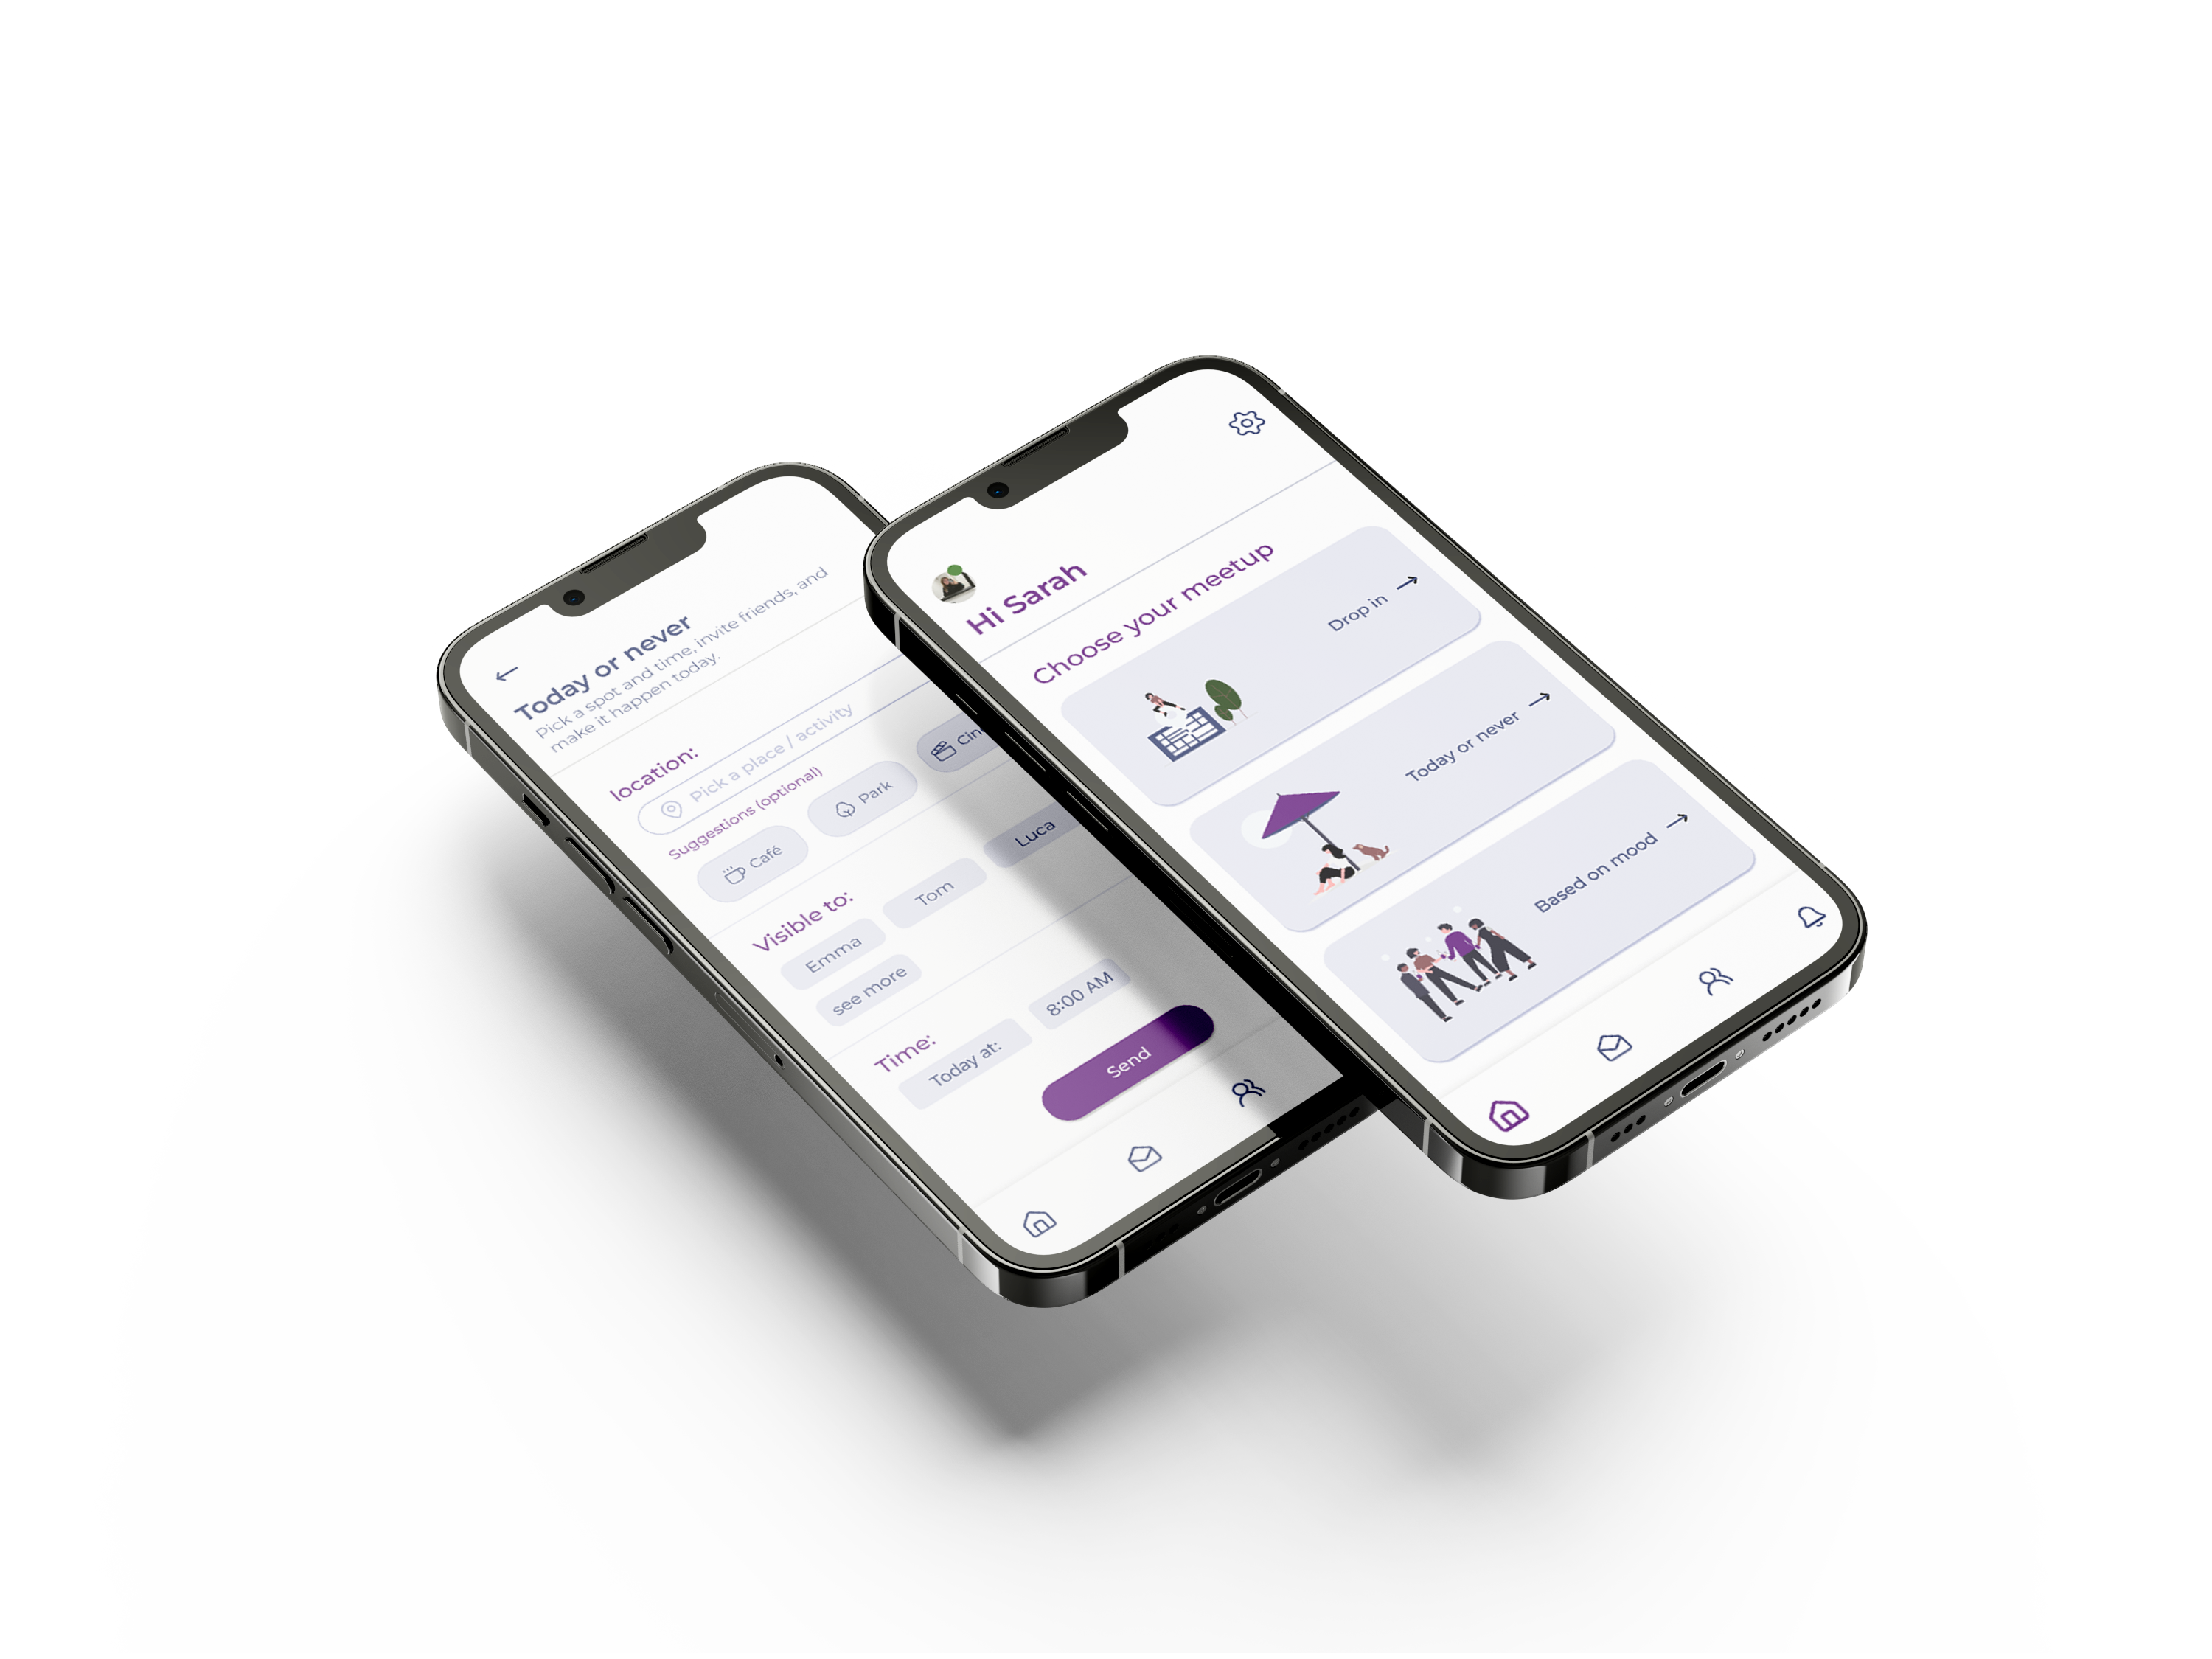 Today or never
Pick a spot and time, invite friends, and
make it happen today.
location:
Pick a place / activity
Suggestions (optional)
Café
Park
Visible to:
Emma
Tom
Luca
see more
Time:
Today at:
8:00 AM
Send
Hi Sarah
Choose your meetup
Drop in
Today or never
Based on mood